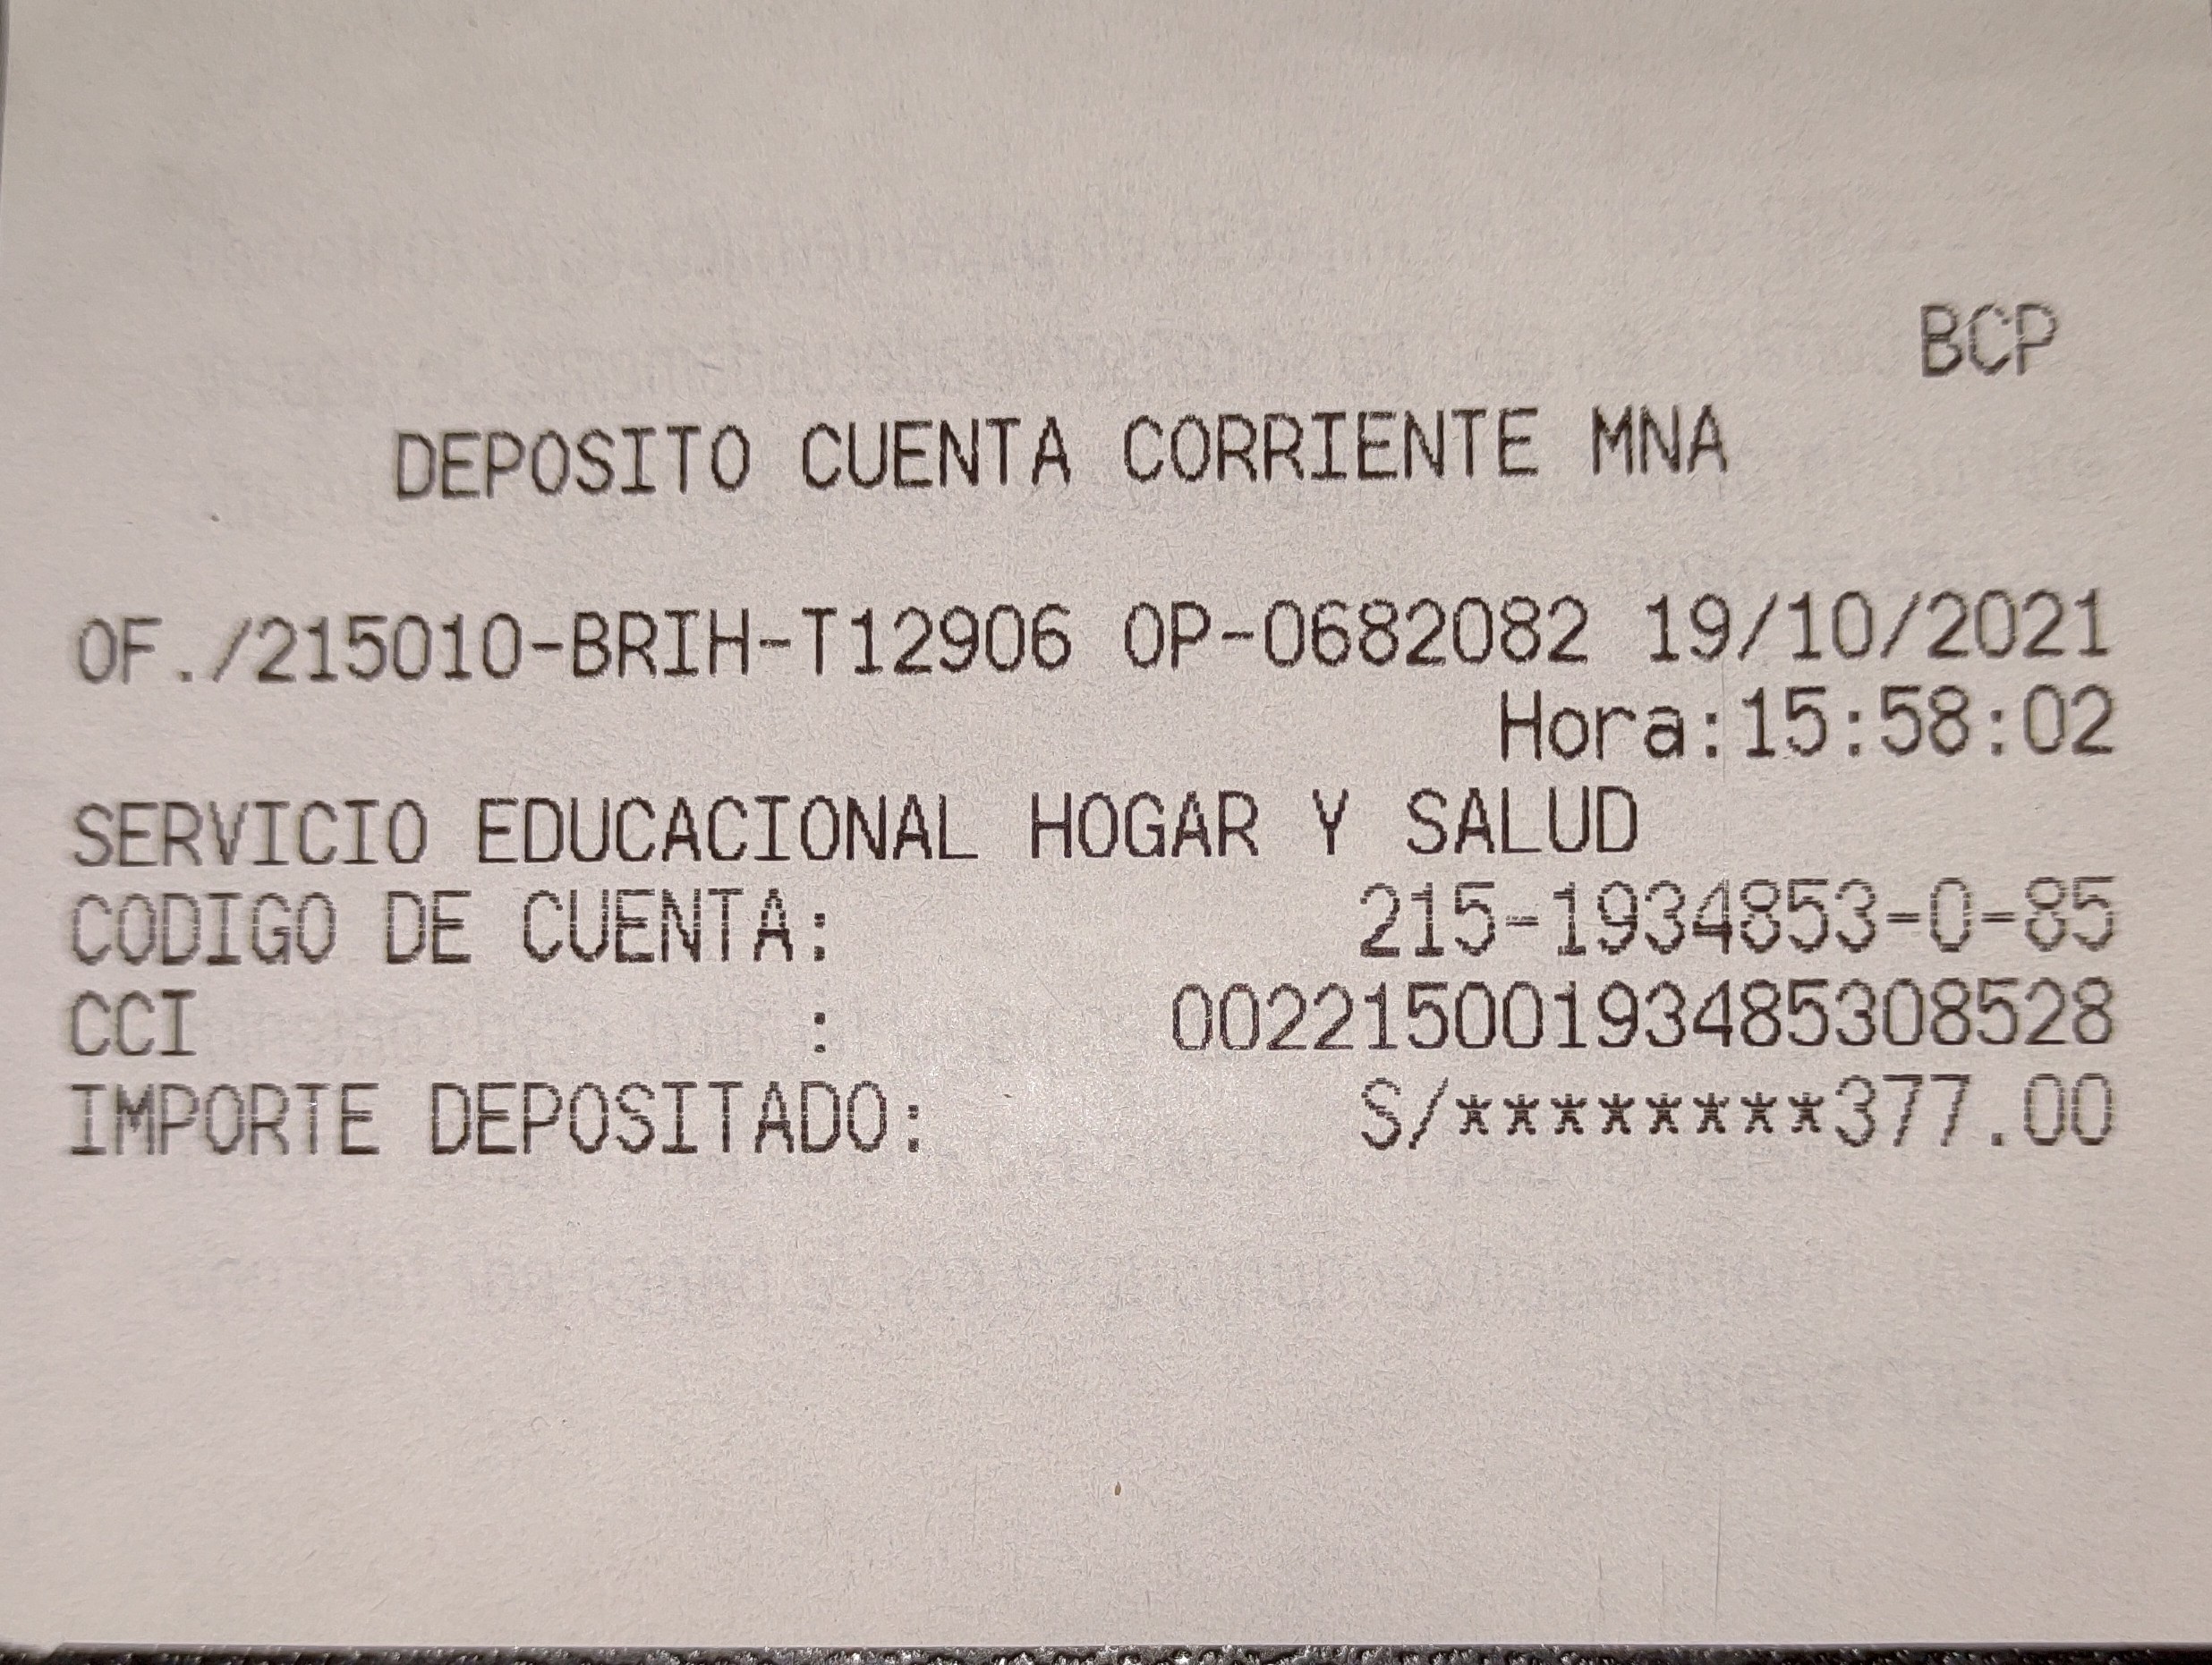 BCP
DEPOSITO CUENTA CORRIENTE MNA
OF./215010-BRIH-T12906 OP-0682082 19/10/2021
Hora:15:58:02
SERVICIO EDUCACIONAL HOGAR Y SALUD
CODIGO DE CUENTA: 215-1934853-0-85
CCI : 00221500193485308528
IMPORTE DEPOSITADO: S/********377.00